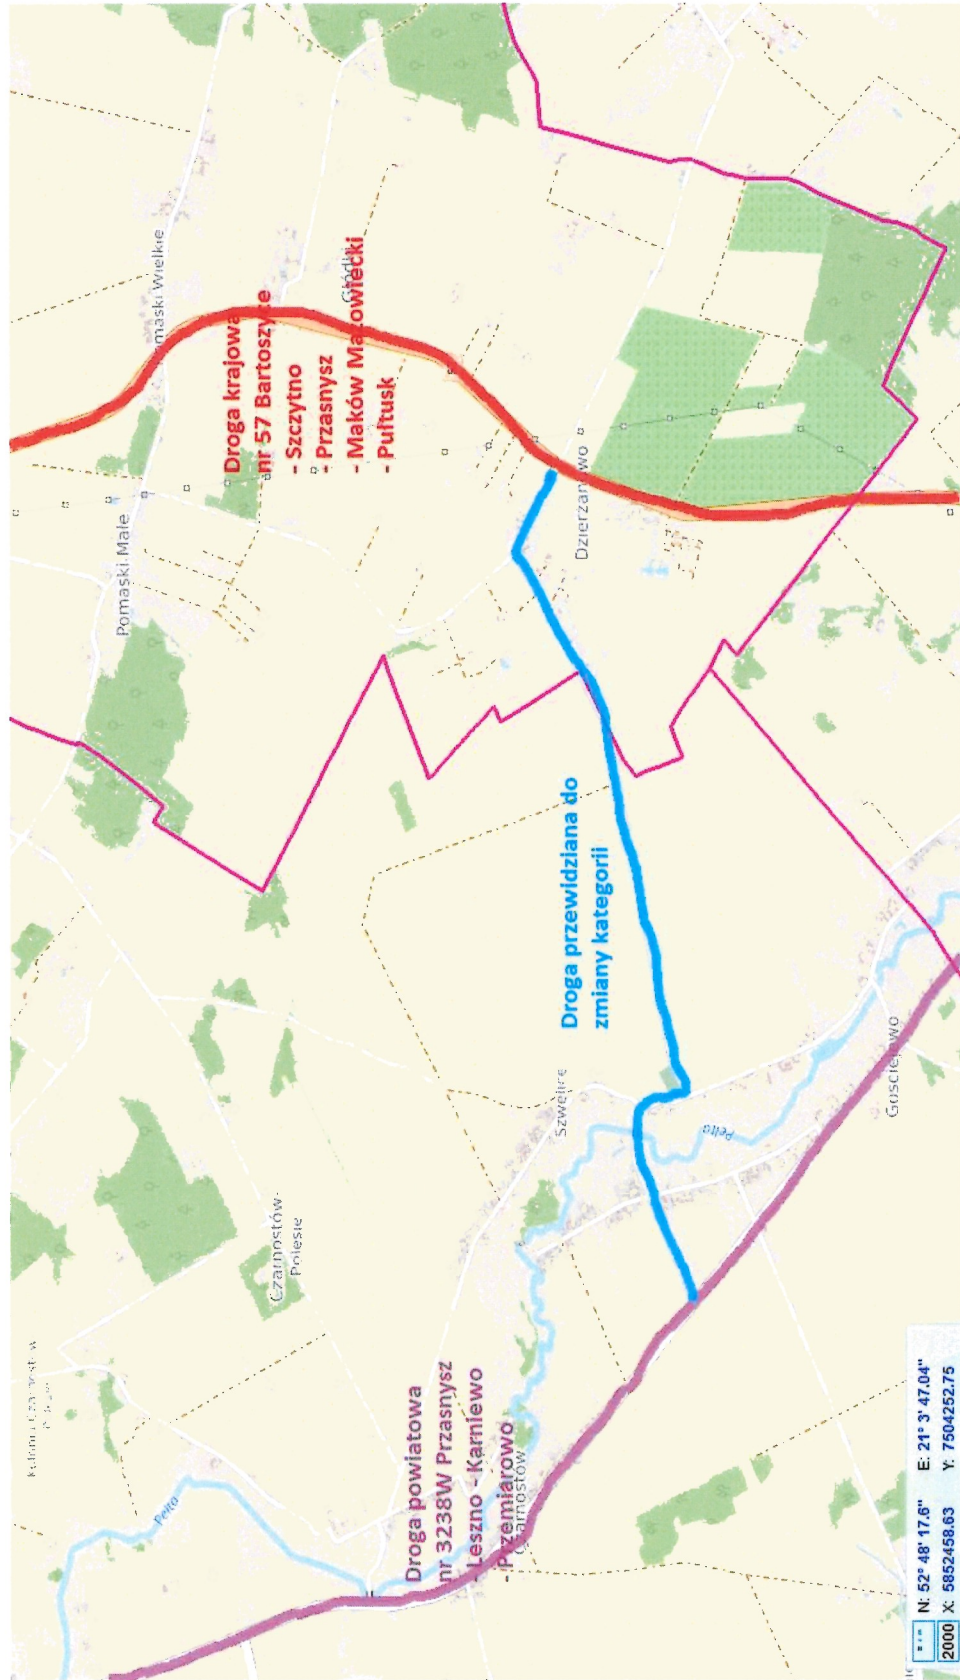 Pomaski Wielkie
Droga krajowa
nr 57 Bartoszyce
- Szczytno
- Przasnysz
- Maków Mazowiecki
- Pułtusk
Pomaski Małe
Dzierżanowo
Droga przewidziana do
zmiany kategorii
Szwelice
Pełta
Gościejewo
Czarnostów-
Polesie
Droga powiatowa
nr 3238W Przasnysz
- Leszno - Karniewo
- Przemiarowo
Czarnostów
Pełta
N: 52° 48' 17.6" E: 21° 3' 47.04"
2000 X: 5852458.63 Y: 7504252.75